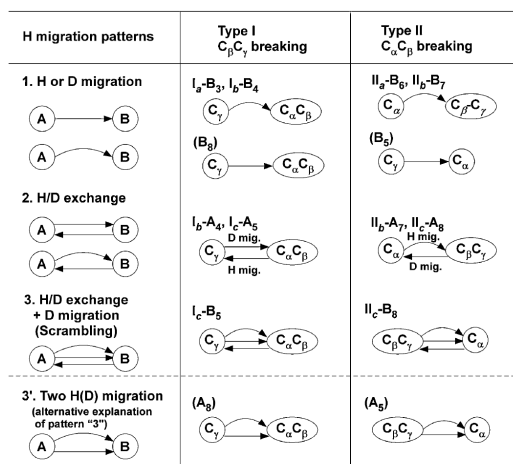 H migration patterns
Type I
CβCγ breaking
Type II
CαCβ breaking
1. H or D migration
A B
A B
Ia-B3, Ib-B4
Cγ CαCβ
(B8)
Cγ CαCβ
IIa-B6, IIb-B7
Cα Cβ-Cγ
(B5)
Cγ Cα
2. H/D exchange
A B
A B
Ib-A4, Ic-A5
D mig.
Cγ CαCβ
H mig.
IIb-A7, IIc-A8
H mig.
Cα CβCγ
D mig.
3. H/D exchange
+ D migration
(Scrambling)
A B
Ic-B5
Cγ CαCβ
IIc-B8
CβCγ Cα
3'. Two H(D) migration
(alternative explanation
of pattern "3")
A B
(A8)
Cγ CαCβ
(A5)
CβCγ Cα